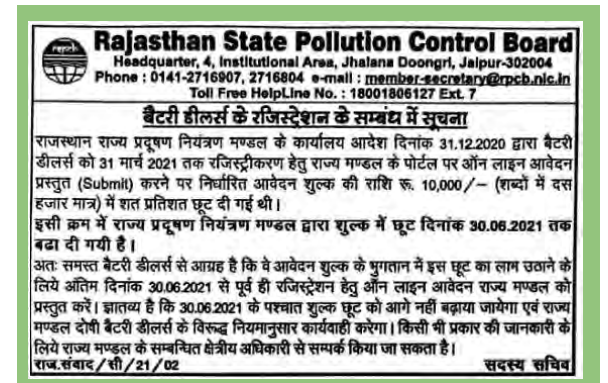 Rajasthan State Pollution Control Board
Headquarter, 4, Institutional Area, Jhalana Doongri, Jaipur-302004
Phone : 0141-2716907, 2716804 e-mail : member-secretary@rpcb.nic.in
Toll Free HelpLine No. : 18001806127 Ext. 7
बैटरी डीलर्स के रजिस्ट्रेशन के सम्बंध में सूचना
राजस्थान राज्य प्रदूषण नियंत्रण मण्डल के कार्यालय आदेश दिनांक 31.12.2020 द्वारा बैटरी
डीलर्स को 31 मार्च 2021 तक रजिस्ट्रीकरण हेतु राज्य मण्डल के पोर्टल पर ऑन लाइन आवेदन
प्रस्तुत (Submit) करने पर निर्धारित आवेदन शुल्क की राशि रू. 10,000/– (शब्दों में दस
हजार मात्र) में शत प्रतिशत छूट दी गई थी।
इसी क्रम में राज्य प्रदूषण नियंत्रण मण्डल द्वारा शुल्क में छूट दिनांक 30.06.2021 तक
बढा दी गयी है।
अतः समस्त बैटरी डीलर्स से आग्रह है कि वे आवेदन शुल्क के भुगतान में इस छूट का लाभ उठाने के
लिये अंतिम दिनांक 30.06.2021 से पूर्व ही रजिस्ट्रेशन हेतु ऑन लाइन आवेदन राज्य मण्डल को
प्रस्तुत करें। ज्ञातव्य है कि 30.06.2021 के पश्चात शुल्क छूट को आगे नहीं बढ़ाया जायेगा एवं राज्य
मण्डल दोषी बैटरी डीलर्स के विरूद्ध नियमानुसार कार्यवाही करेगा। किसी भी प्रकार की जानकारी के
लिये राज्य मण्डल के सम्बन्धित क्षेत्रीय अधिकारी से सम्पर्क किया जा सकता है।
राज.संवाद/सी/21/02 सदस्य सचिव